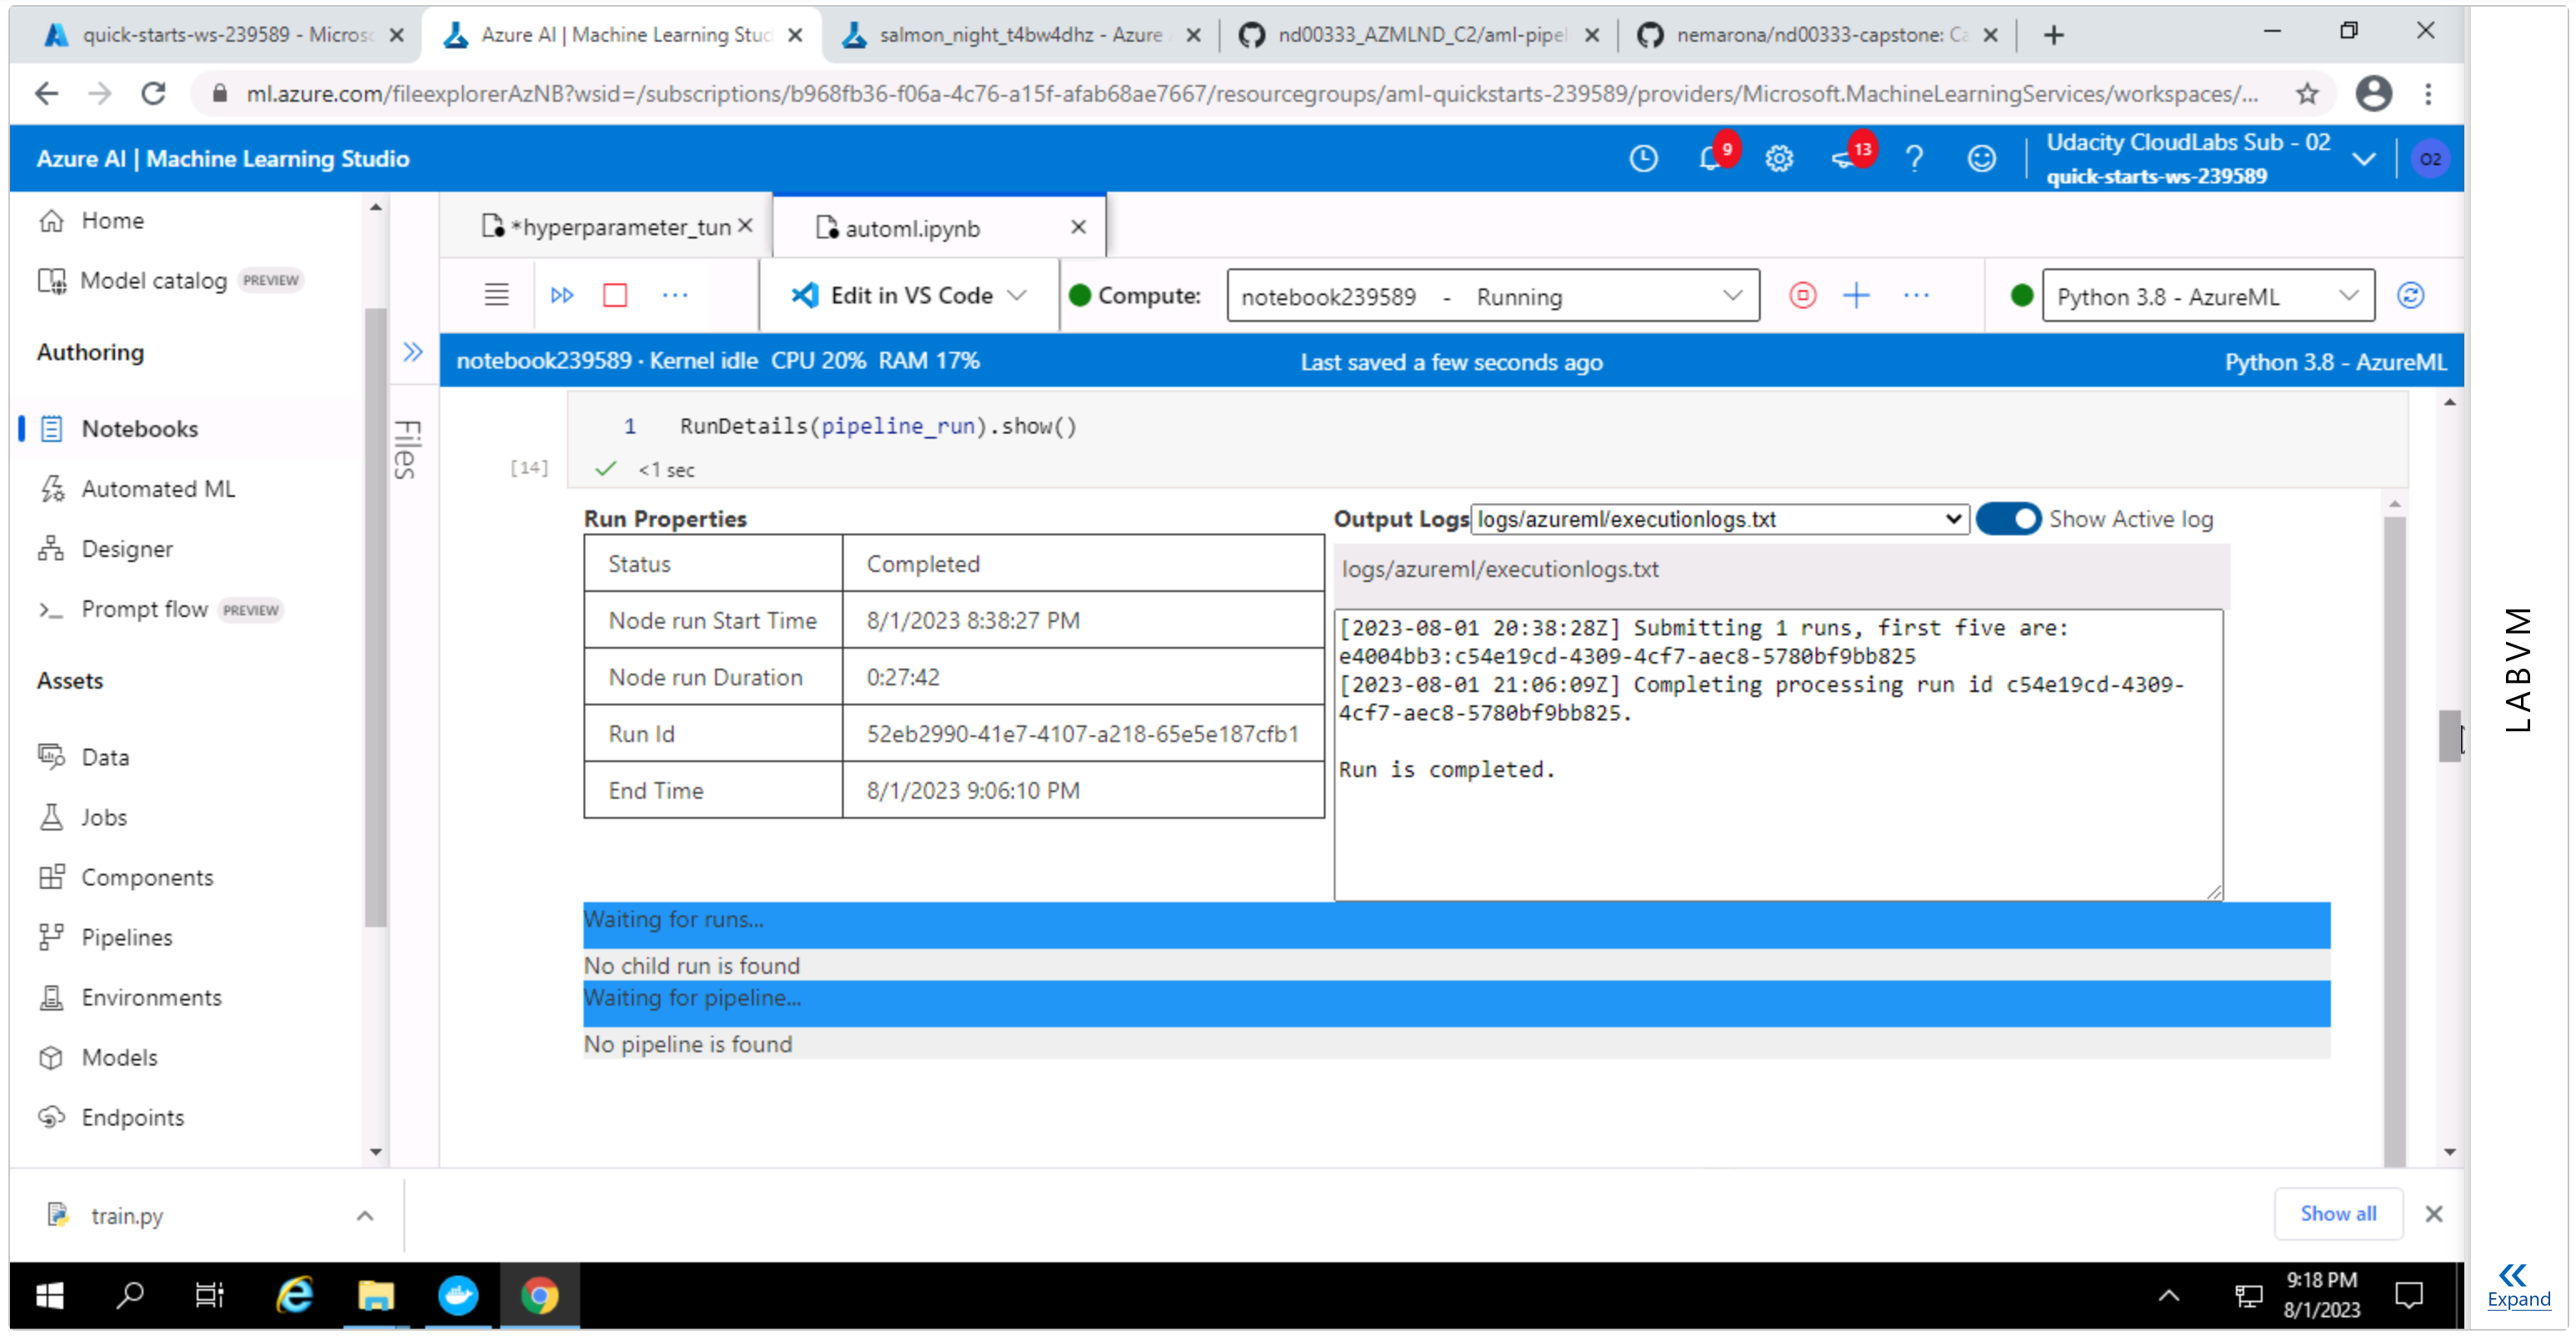 quick-starts-ws-239589 - Micros
Azure AI | Machine Learning Stud
salmon_night_t4bw4dhz - Azure
nd00333_AZMLND_C2/aml-pipel
nemarona/nd00333-capstone: Ca
ml.azure.com/fileexplorerAzNB?wsid=/subscriptions/b968fb36-f06a-4c76-a15f-afab68ae7667/resourcegroups/aml-quickstarts-239589/providers/Microsoft.MachineLearningServices/workspaces/...
Azure AI | Machine Learning Studio
9
13
Udacity CloudLabs Sub - 02
quick-starts-ws-239589
O2
Home
Model catalog PREVIEW
Authoring
Notebooks
Automated ML
Designer
Prompt flow PREVIEW
Assets
Data
Jobs
Components
Pipelines
Environments
Models
Endpoints
Files
*hyperparameter_tun
automl.ipynb
Edit in VS Code
Compute:
notebook239589 - Running
Python 3.8 - AzureML
notebook239589 · Kernel idle CPU 20% RAM 17%
Last saved a few seconds ago
Python 3.8 - AzureML
1 RunDetails(pipeline_run).show()
[14]
<1 sec
Run Properties
Status Completed
Node run Start Time 8/1/2023 8:38:27 PM
Node run Duration 0:27:42
Run Id 52eb2990-41e7-4107-a218-65e5e187cfb1
End Time 8/1/2023 9:06:10 PM
Output Logs logs/azureml/executionlogs.txt Show Active log
logs/azureml/executionlogs.txt
[2023-08-01 20:38:28Z] Submitting 1 runs, first five are:
e4004bb3:c54e19cd-4309-4cf7-aec8-5780bf9bb825
[2023-08-01 21:06:09Z] Completing processing run id c54e19cd-4309-
4cf7-aec8-5780bf9bb825.
Run is completed.
Waiting for runs...
No child run is found
Waiting for pipeline...
No pipeline is found
train.py
Show all
9:18 PM
8/1/2023
LABVM
Expand